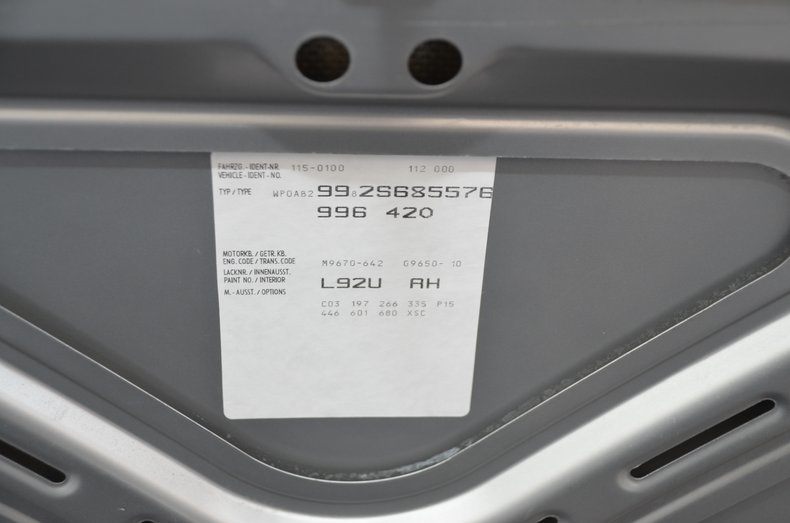 FAHRZG.-IDENT-NR. 115-0100 112 000
VEHICLE-IDENT-NO.
TYP/TYPE WP0AB2 99 8 2S685576
996 420
MOTORKB./GETR.KB.
ENG. CODE/TRANS. CODE M9670-642 G9650-10
LACKNR./INNENAUSST.
PAINT NO./INTERIOR L92U AH
M.-AUSST./OPTIONS
C03 197 266 335 P15
446 601 680 XSC